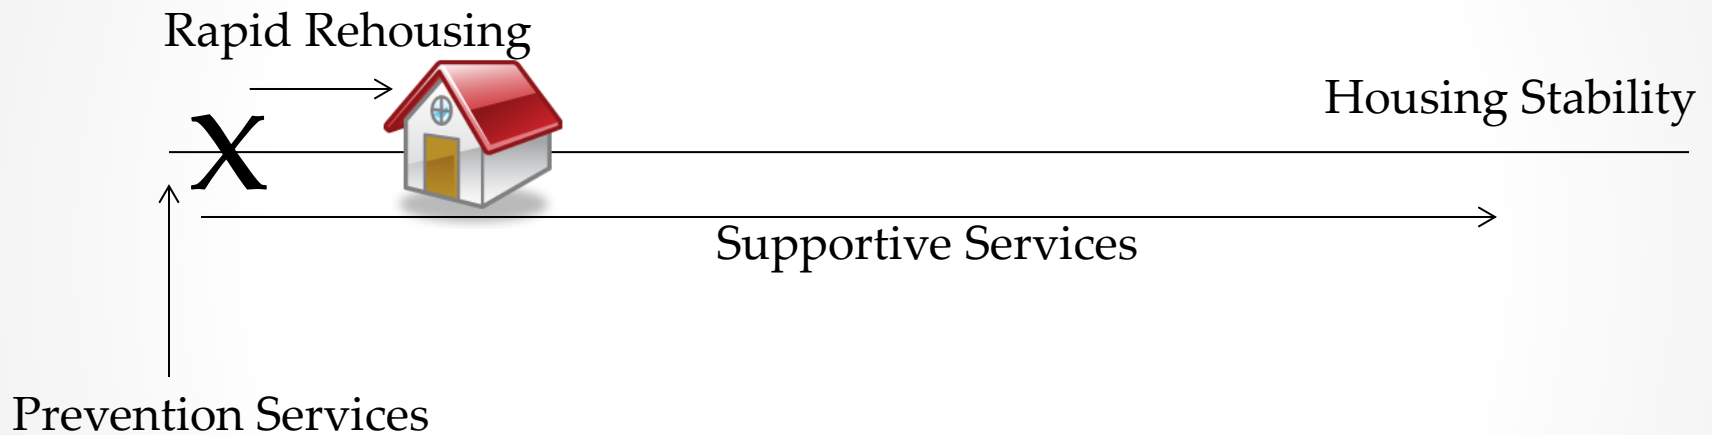 Rapid Rehousing
Housing Stability
X
Supportive Services
Prevention Services